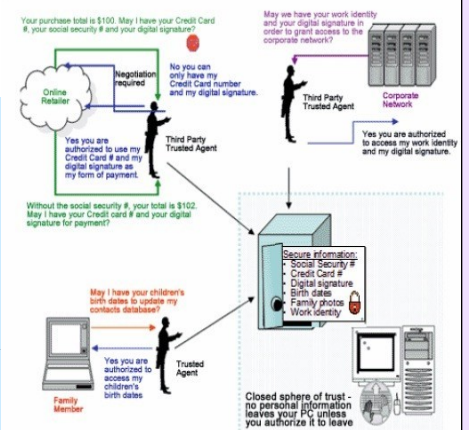 Your purchase total is $100. May I have your Credit Card
#, your social security # and your digital signature?
Negotiation
required
No you can
only have my
Credit Card number
and my digital signature.
Online
Retailer
Third Party
Trusted Agent
Yes you are
authorized to use my
Credit Card # and my
digital signature as
my form of payment.
Without the social security #, your total is $102.
May I have your Credit card # and your digital
signature for payment?
May we have your work identity
and your digital signature in
order to grant access to the
corporate network?
Third Party
Trusted Agent
Corporate
Network
Yes you are authorized
to access my work identity
and my digital signature.
Secure information:
- Social Security #
- Credit Card #
- Digital signature
- Birth dates
- Family photos
- Work identity
May I have your children's
birth dates to update my
contacts database?
Yes you are
authorized to
access my
children's
birth dates
Trusted
Agent
Family
Member
Closed sphere of trust -
no personal information
leaves your PC unless
you authorize it to leave